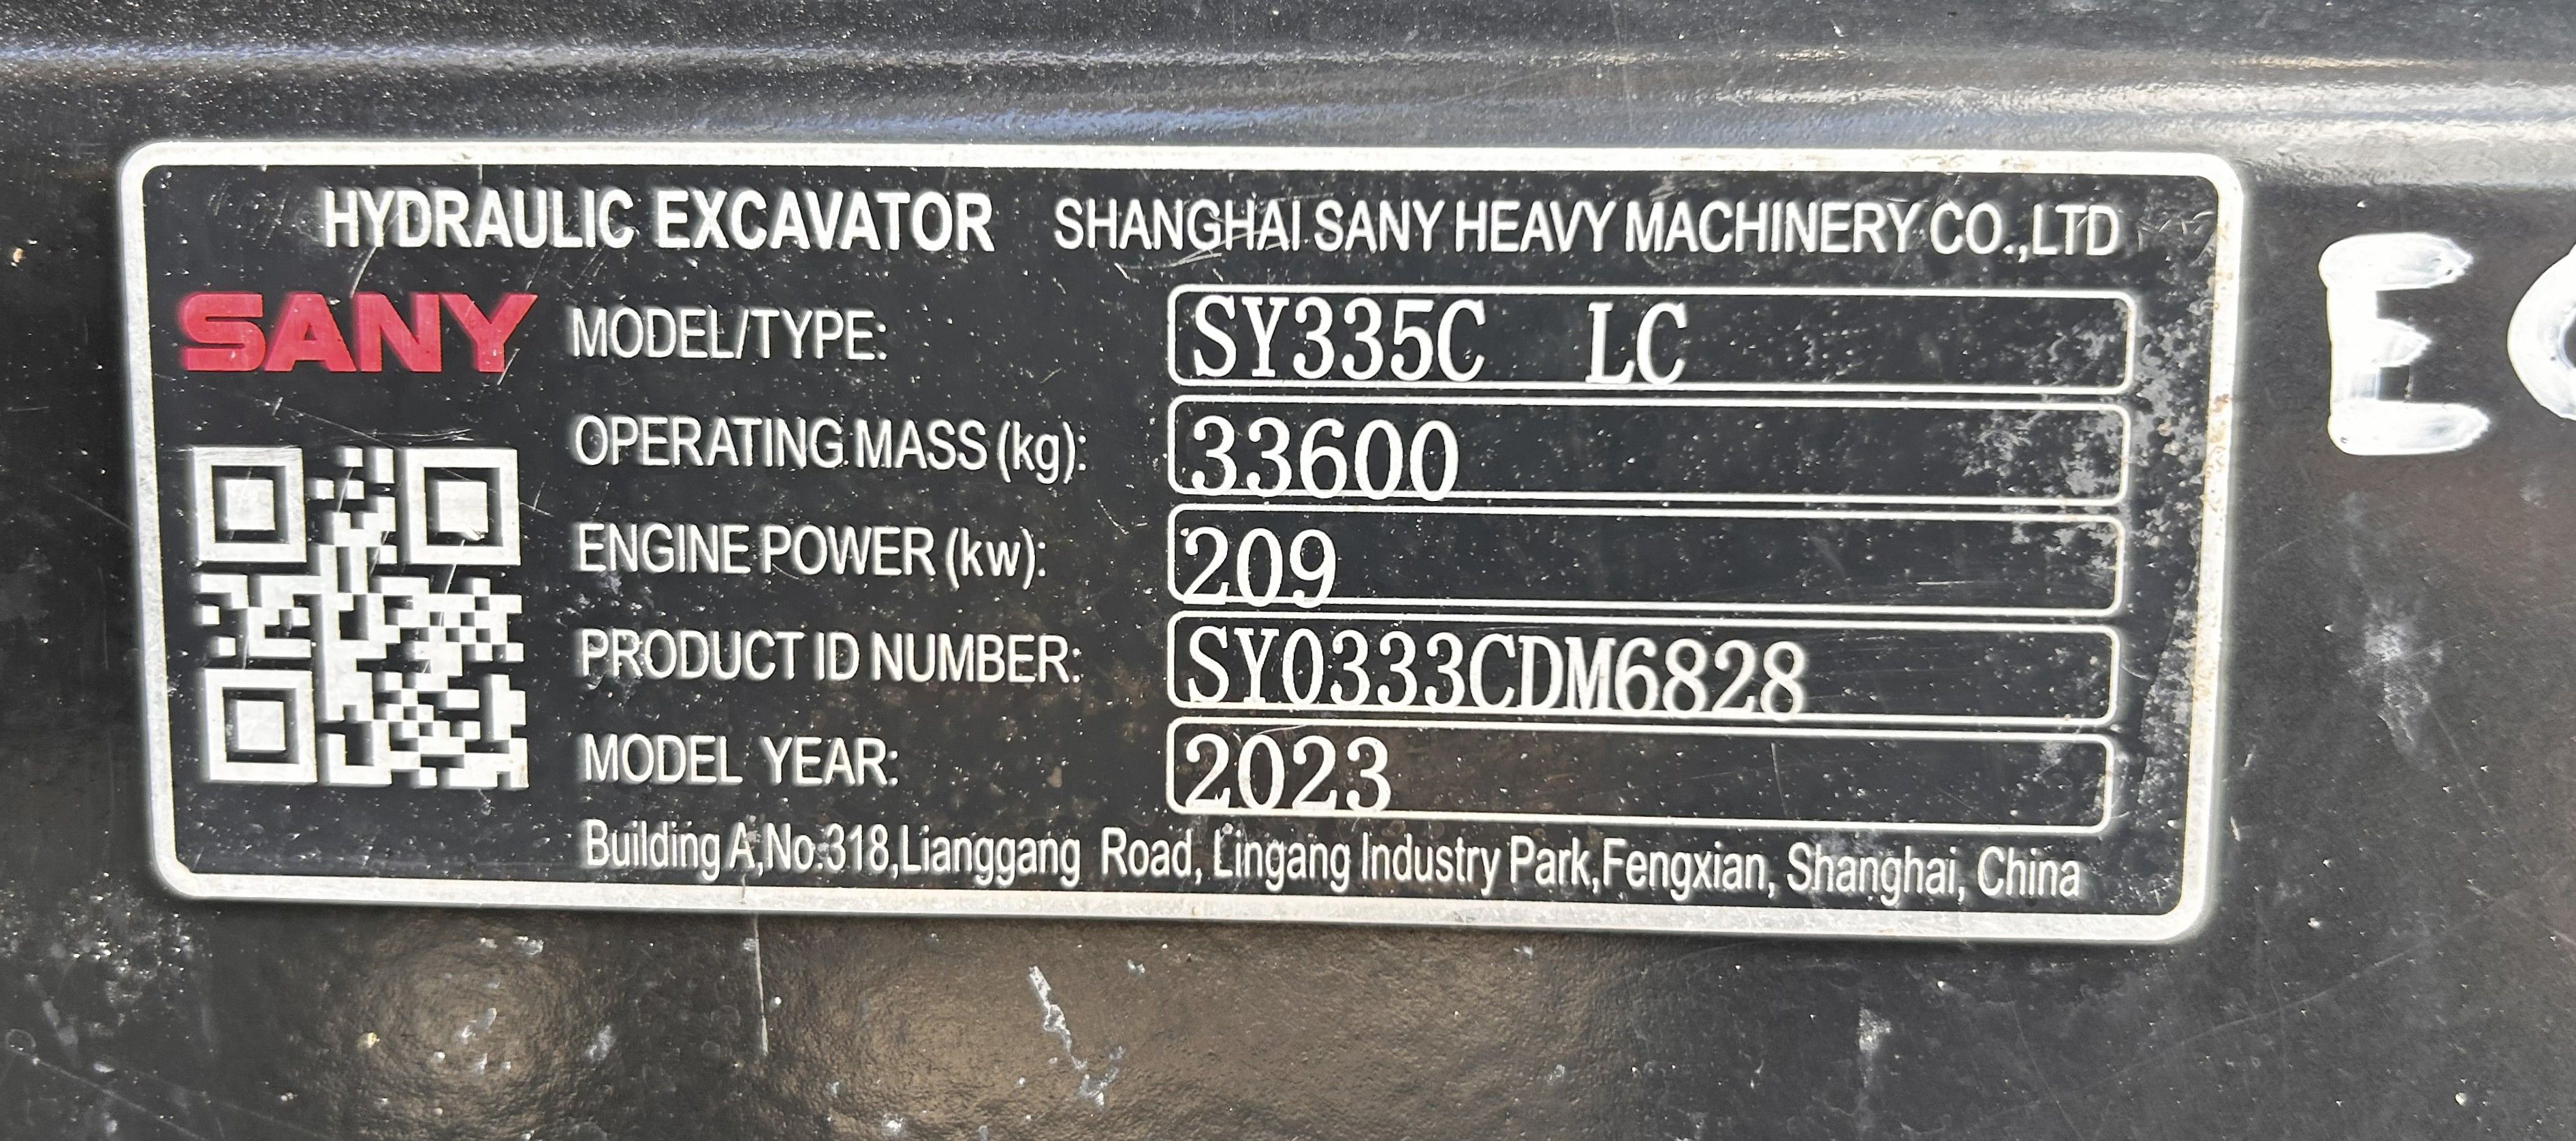 HYDRAULIC EXCAVATOR SHANGHAI SANY HEAVY MACHINERY CO.,LTD
SANY
MODEL/TYPE: SY335C LC
OPERATING MASS (kg): 33600
ENGINE POWER (kw): 209
PRODUCT ID NUMBER: SY0333CDM6828
MODEL YEAR: 2023
Building A,No.318,Lianggang Road, Lingang Industry Park,Fengxian, Shanghai, China